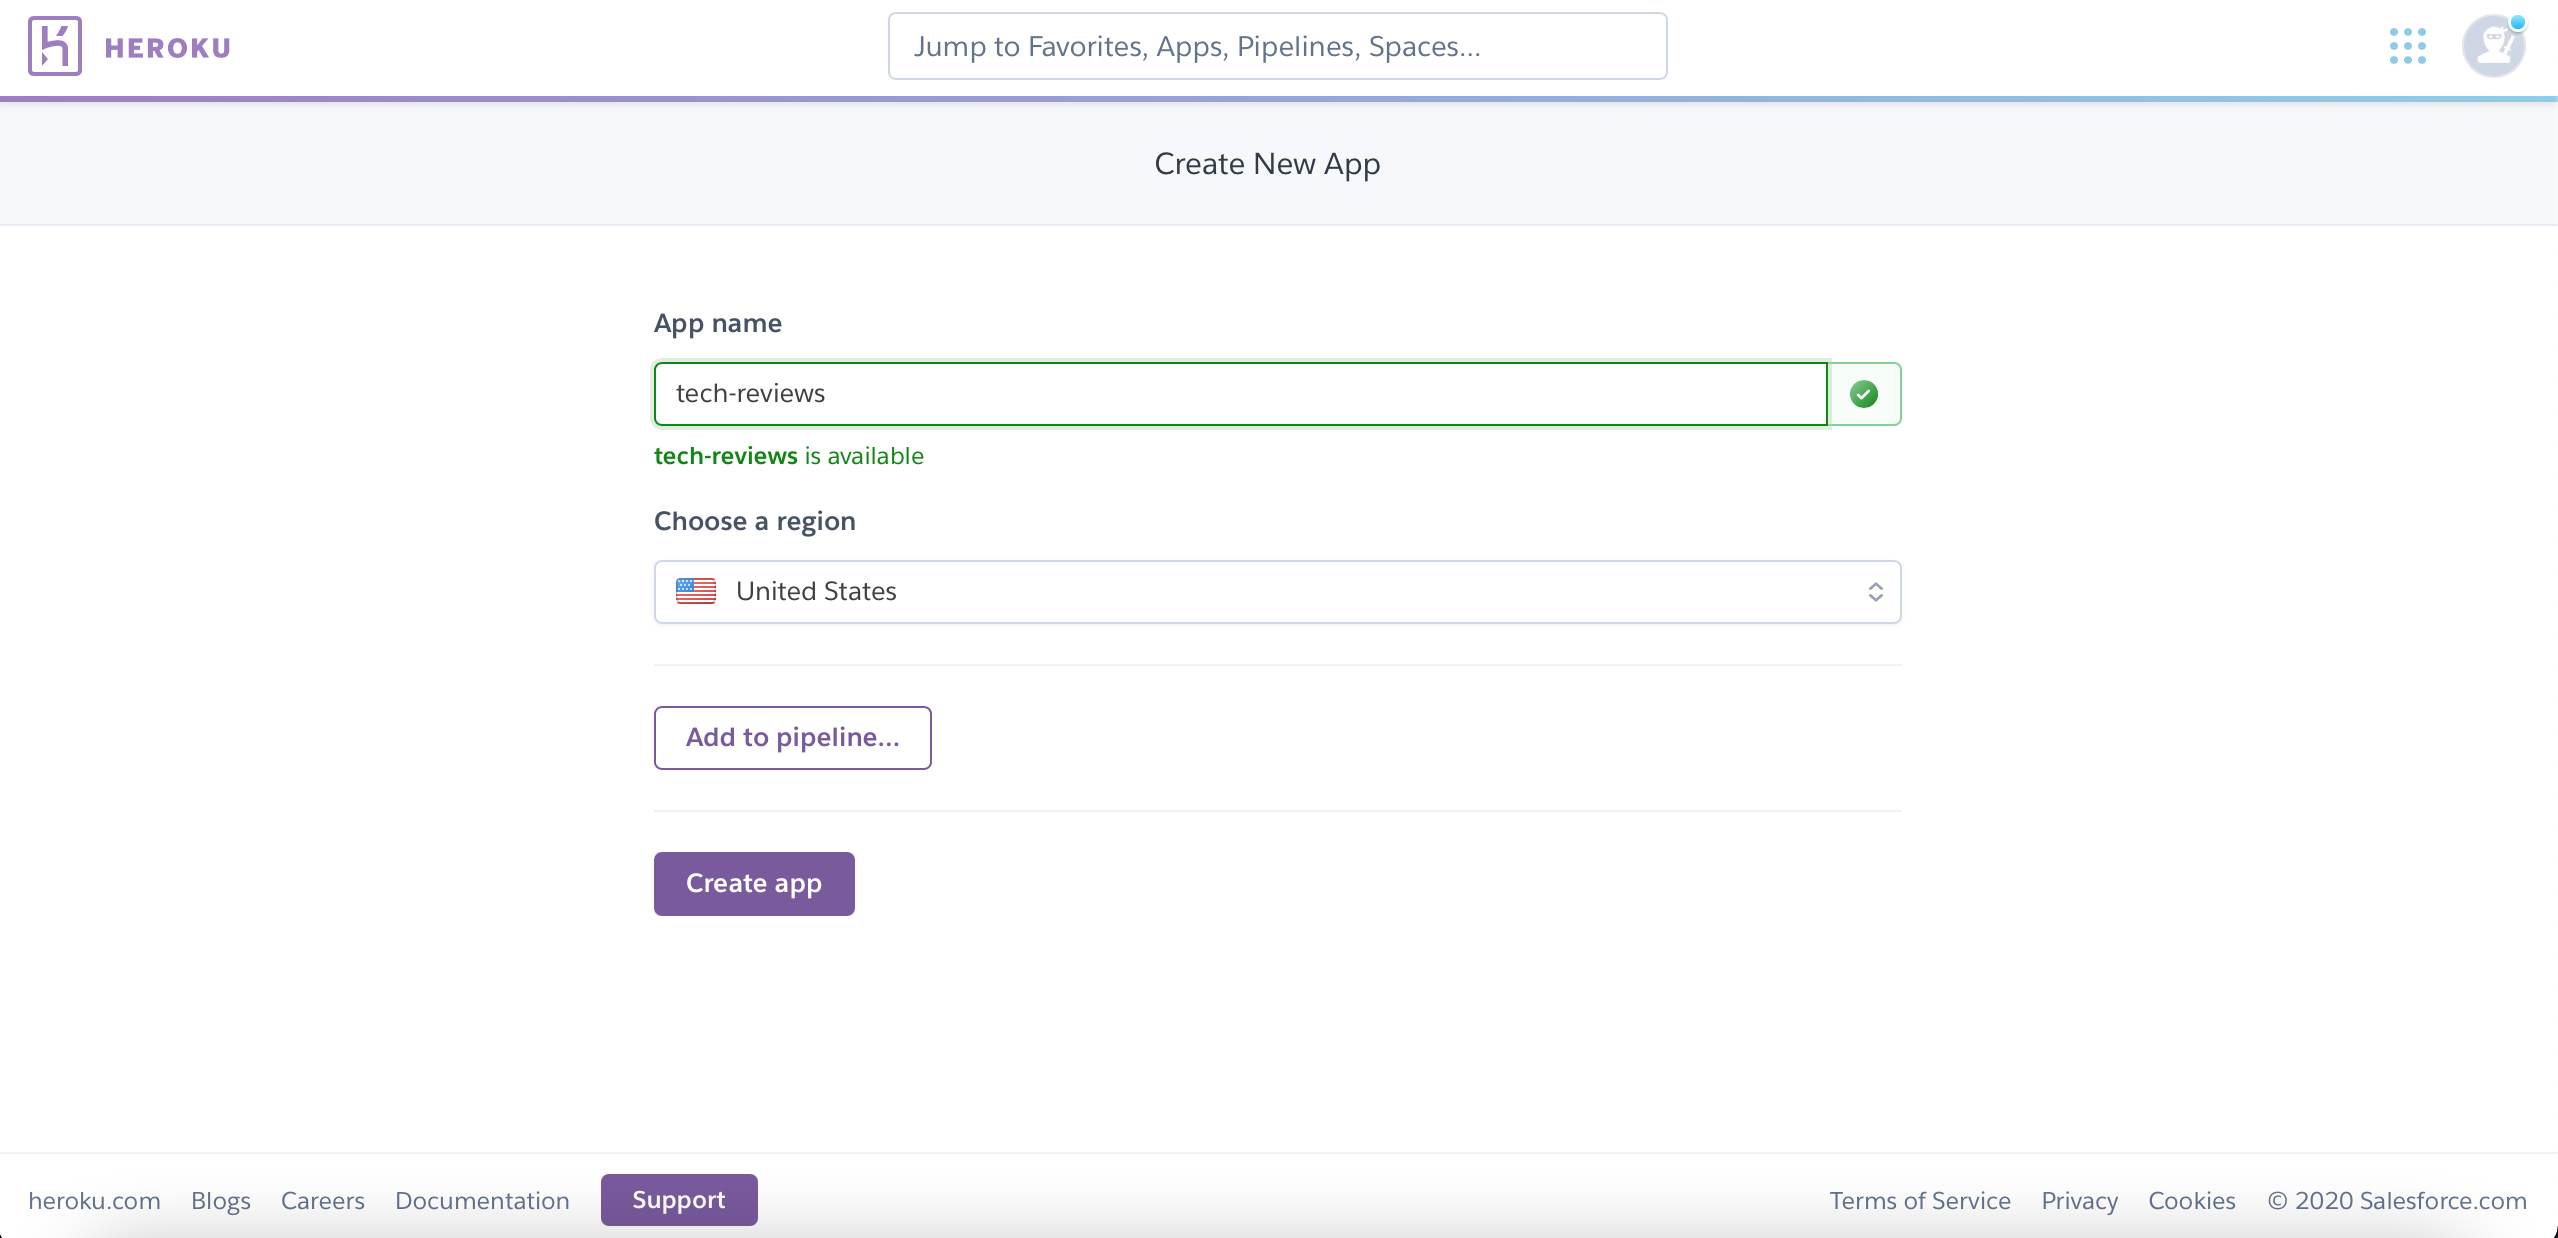 HEROKU
Jump to Favorites, Apps, Pipelines, Spaces...
Create New App
App name
tech-reviews
tech-reviews is available
Choose a region
United States
Add to pipeline...
Create app
heroku.com Blogs Careers Documentation Support Terms of Service Privacy Cookies © 2020 Salesforce.com